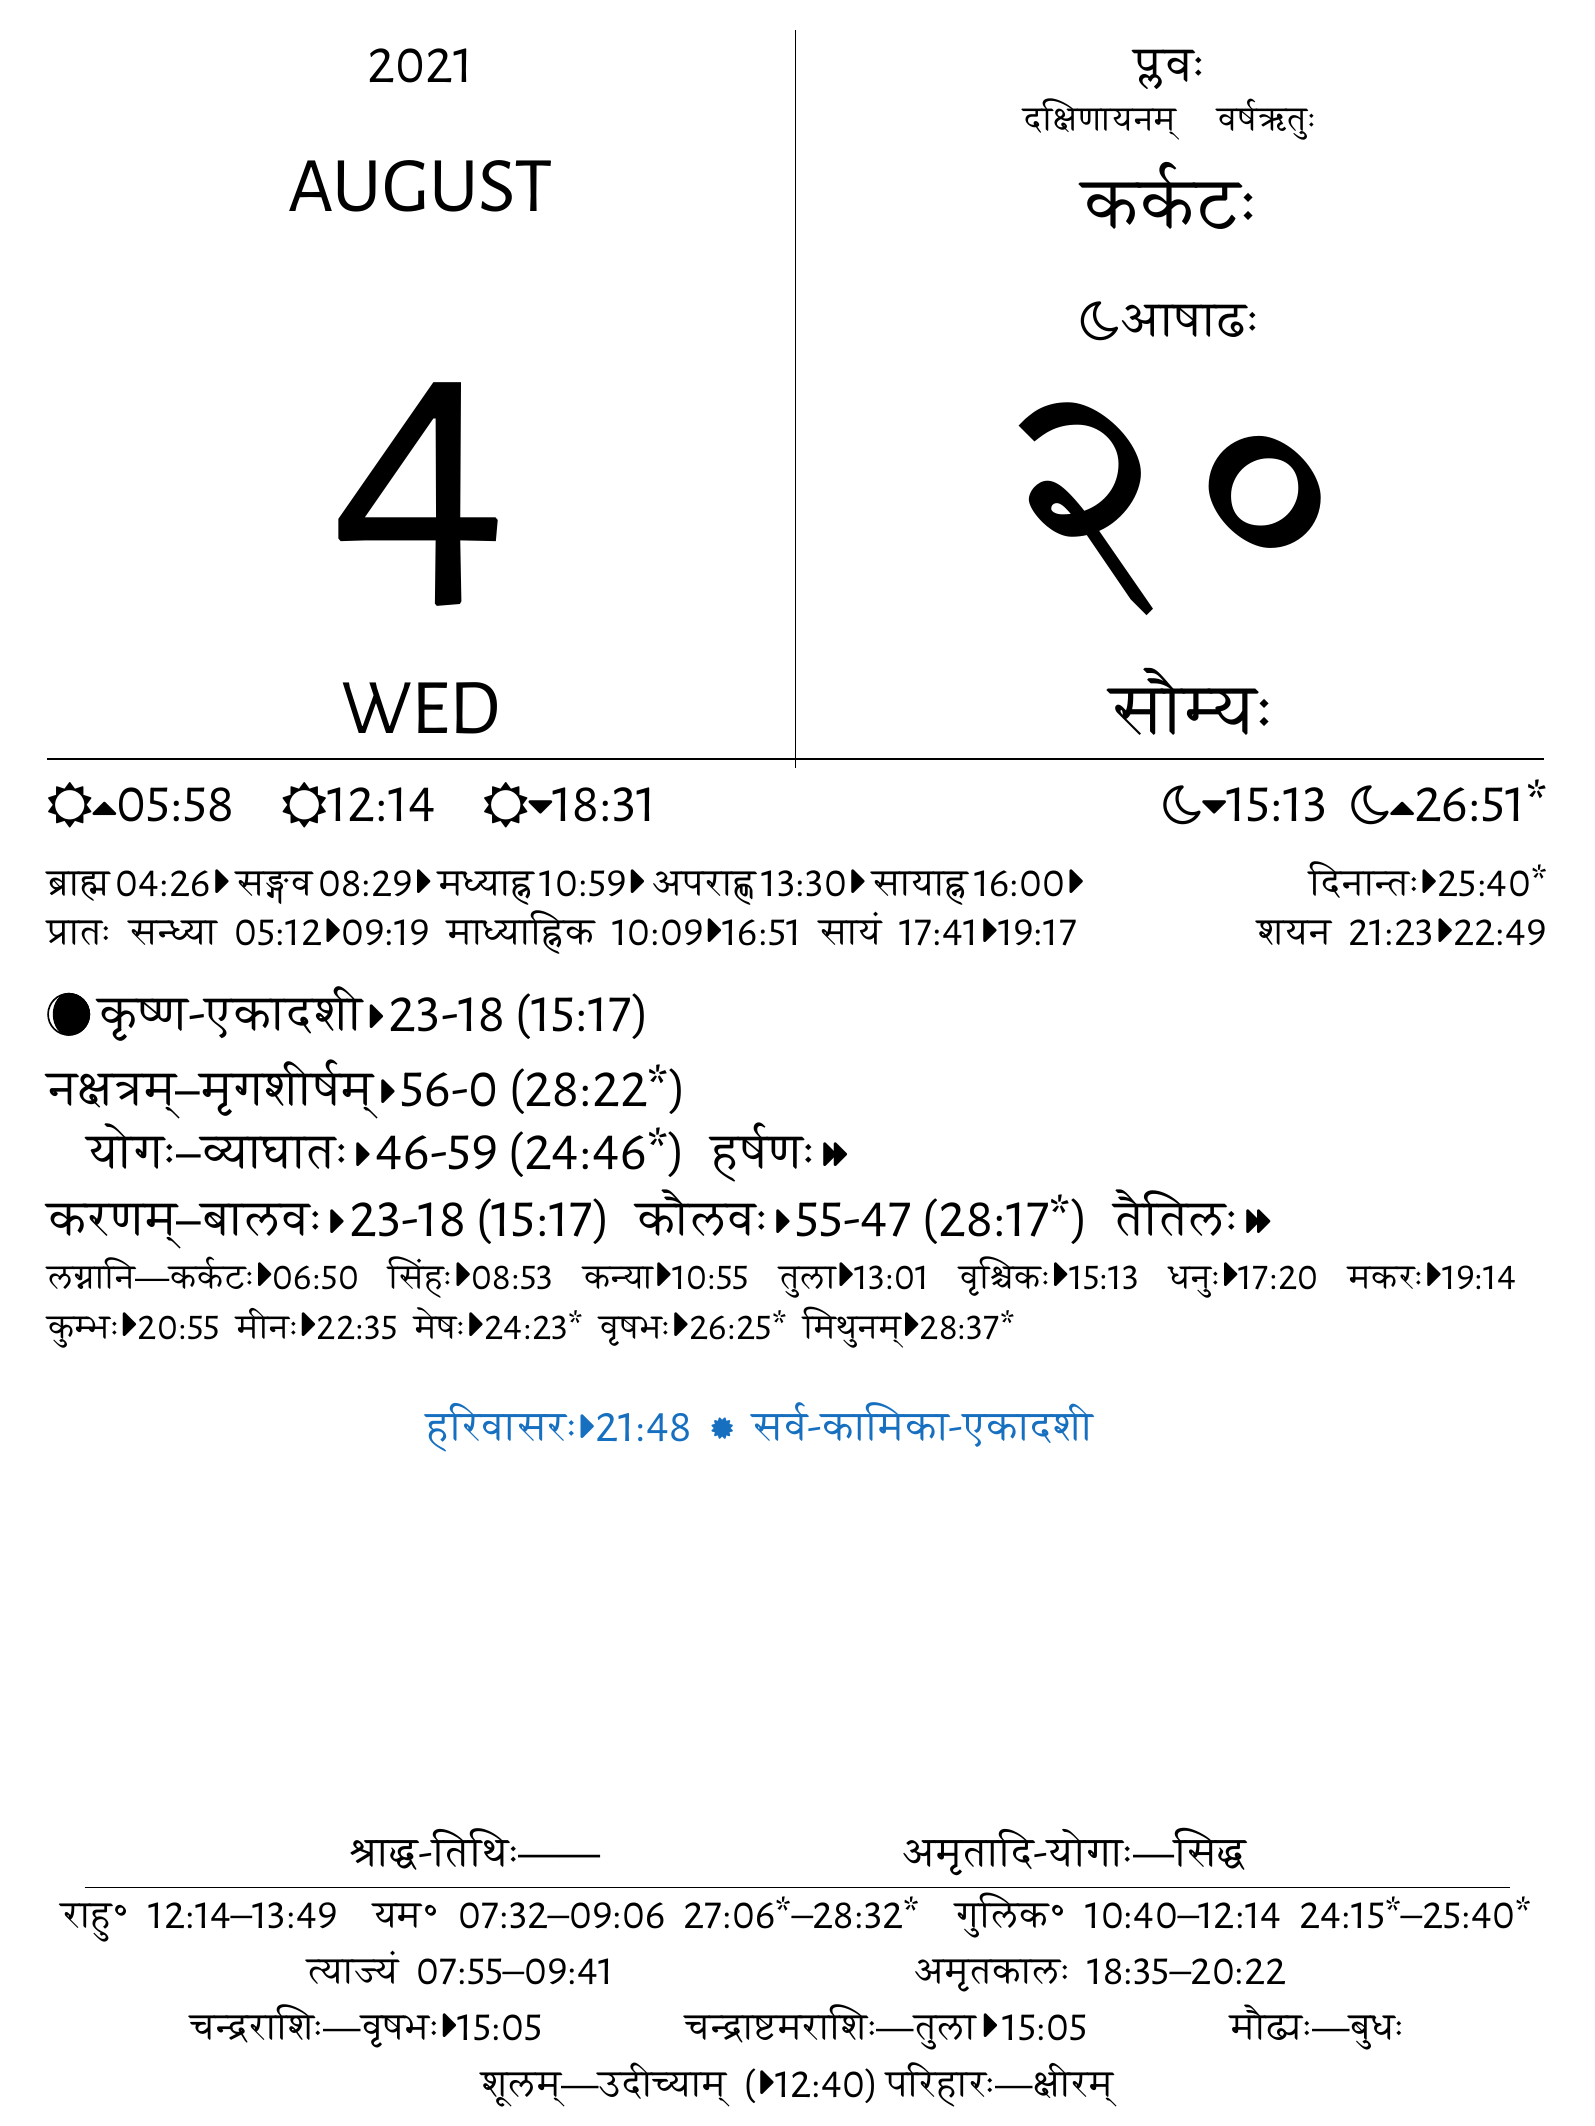 2021
AUGUST
4
WED
प्लवः
दक्षिणायनम् वर्षऋतुः
कर्कटः
आषाढः
२०
सौम्यः
05:58 12:14 18:31 15:13 26:51*
ब्राह्म 04:26 सङ्गव 08:29 मध्याह्न 10:59 अपराह्ण 13:30 सायाह्न 16:00 दिनान्तः 25:40*
प्रातः सन्ध्या 05:12 09:19 माध्याह्निक 10:09 16:51 सायं 17:41 19:17 शयन 21:23 22:49
कृष्ण-एकादशी 23-18 (15:17)
नक्षत्रम्–मृगशीर्षम् 56-0 (28:22*)
योगः–व्याघातः 46-59 (24:46*) हर्षणः
करणम्–बालवः 23-18 (15:17) कौलवः 55-47 (28:17*) तैतिलः
लग्नानि—कर्कटः 06:50 सिंहः 08:53 कन्या 10:55 तुला 13:01 वृश्चिकः 15:13 धनुः 17:20 मकरः 19:14
कुम्भः 20:55 मीनः 22:35 मेषः 24:23* वृषभः 26:25* मिथुनम् 28:37*
हरिवासरः 21:48 सर्व-कामिका-एकादशी
श्राद्ध-तिथिः—— अमृतादि-योगाः—सिद्ध
राहु॰ 12:14–13:49 यम॰ 07:32–09:06 27:06*–28:32* गुलिक॰ 10:40–12:14 24:15*–25:40*
त्याज्यं 07:55–09:41 अमृतकालः 18:35–20:22
चन्द्रराशिः—वृषभः 15:05 चन्द्राष्टमराशिः—तुला 15:05 मौढ्यः—बुधः
शूलम्—उदीच्याम् ( 12:40) परिहारः—क्षीरम्